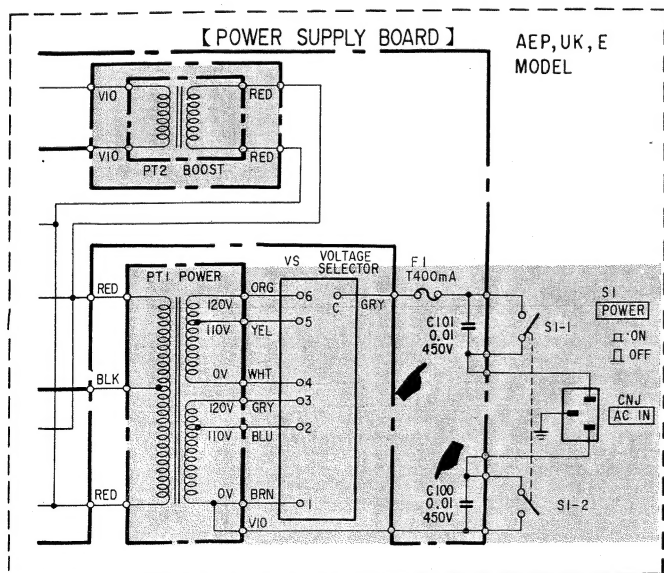 【POWER SUPPLY BOARD】
AEP, UK, E
MODEL
VIO
RED
VIO
RED
PT2 BOOST
VS
VOLTAGE
SELECTOR
F1
T400mA
RED
PT1 POWER
120V
ORG
6
C
GRY
110V
YEL
5
C101
0.01
450V
S1-1
S1
POWER
ON
OFF
BLK
0V
WHT
4
120V
GRY
3
110V
BLU
2
CNJ
AC IN
RED
0V
BRN
1
VIO
C100
0.01
450V
S1-2